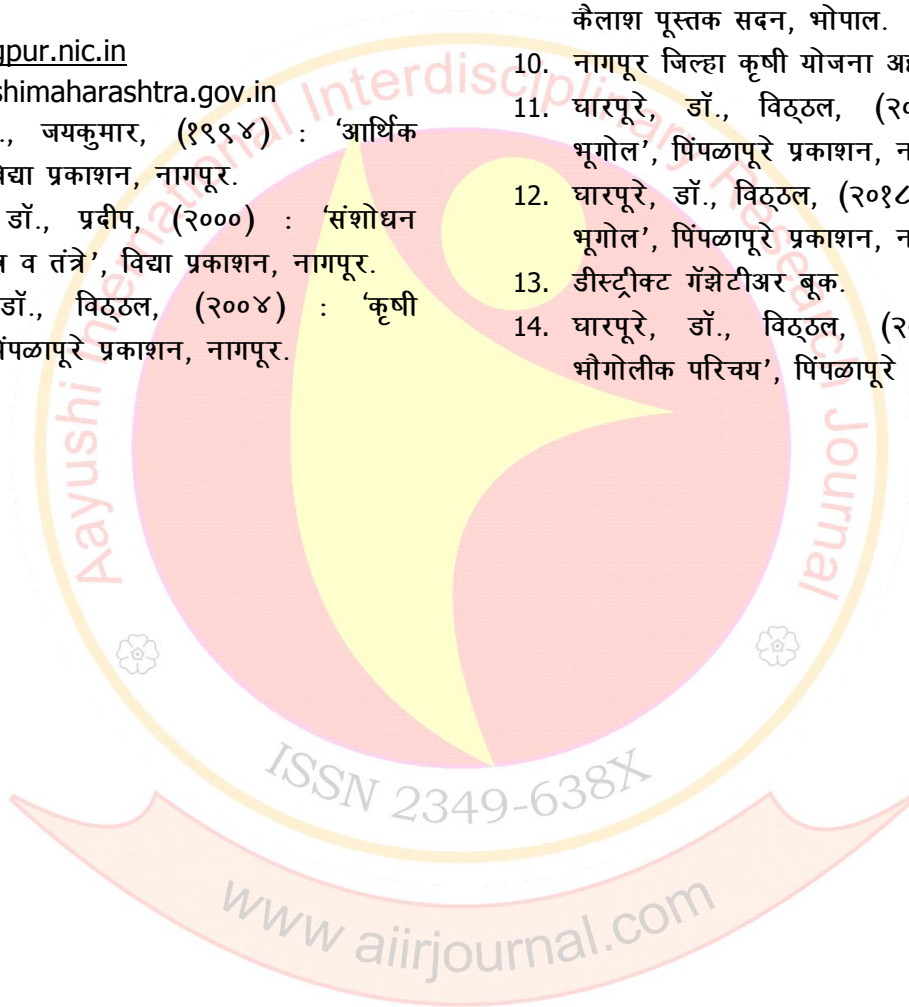 gpur.nic.in
shimaharashtra.gov.in
जयकुमार, (१९९४) : ‘आर्थिक
प्रकाशन, नागपूर.
डॉ., प्रदीप, (२०००) : ‘संशोधन
व तंत्रे’, विद्या प्रकाशन, नागपूर.
डॉ., विठ्ठल, (२००४) : ‘कृषी
प्रकाशन, नागपूर.
कैलाश पूस्तक सदन, भोपाल.
10. नागपूर जिल्हा कृषी योजना
11. घारपूरे, डॉ., विठ्ठल,
भूगोल’, पिंपळापूरे प्रकाशन,
12. घारपूरे, डॉ., विठ्ठल, (२०१८
भूगोल’, पिंपळापूरे प्रकाशन,
13. डीस्ट्रीक्ट गॅझेटीअर बूक.
14. घारपूरे, डॉ., विठ्ठल,
भौगोलीक परिचय’, पिंपळापूरे
Aayushi International Interdisciplinary Research Journal
ISSN 2349-638X
www aiirjournal.com